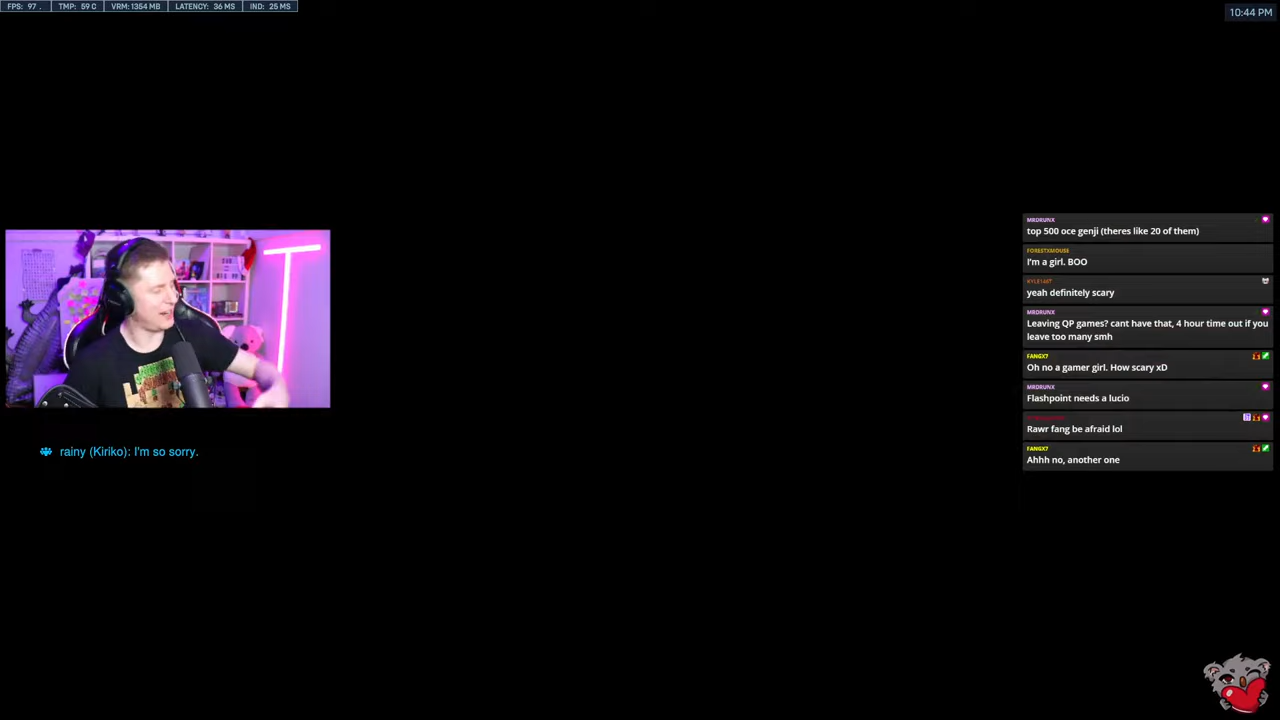 FPS: 97 . TMP: 59 C VRM: 1354 MB LATENCY: 36 MS IND: 25 MS
10:44 PM
MRDRUNX
top 500 oce genji (theres like 20 of them)
FORESTXMOUSE
I'm a girl. BOO
yeah definitely scary
MRDRUNX
Leaving QP games? cant have that, 4 hour time out if you
leave too many smh
FANGX7
Oh no a gamer girl. How scary xD
MRDRUNX
Flashpoint needs a lucio
Rawr fang be afraid lol
FANGX7
Ahhh no, another one
rainy (Kiriko): I'm so sorry.